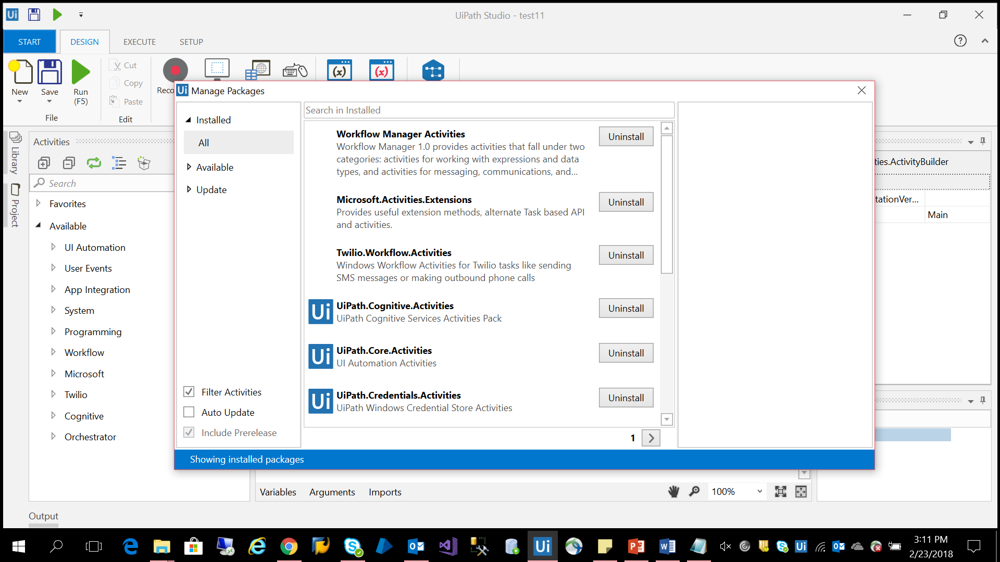 Ui
UiPath Studio - test11
START
DESIGN
EXECUTE
SETUP
New
Save
Run
(F5)
File
Cut
Copy
Paste
Edit
Reco
Library
Project
Activities
Search
Favorites
Available
UI Automation
User Events
App Integration
System
Programming
Workflow
Microsoft
Twilio
Cognitive
Orchestrator
Ui Manage Packages
Installed
All
Available
Update
Filter Activities
Auto Update
Include Prerelease
Search in Installed
Workflow Manager Activities
Workflow Manager 1.0 provides activities that fall under two
categories: activities for working with expressions and data
types, and activities for messaging, communications, and...
Uninstall
Microsoft.Activities.Extensions
Provides useful extension methods, alternate Task based API
and activities.
Uninstall
Twilio.Workflow.Activities
Windows Workflow Activities for Twilio tasks like sending
SMS messages or making outbound phone calls
Uninstall
Ui
UiPath.Cognitive.Activities
UiPath Cognitive Services Activities Pack
Uninstall
Ui
UiPath.Core.Activities
UI Automation Activities
Uninstall
Ui
UiPath.Credentials.Activities
UiPath Windows Credential Store Activities
Uninstall
1
Showing installed packages
ties.ActivityBuilder
tationVer...
Main
Variables
Arguments
Imports
100%
Output
Ui
3:11 PM
2/23/2018